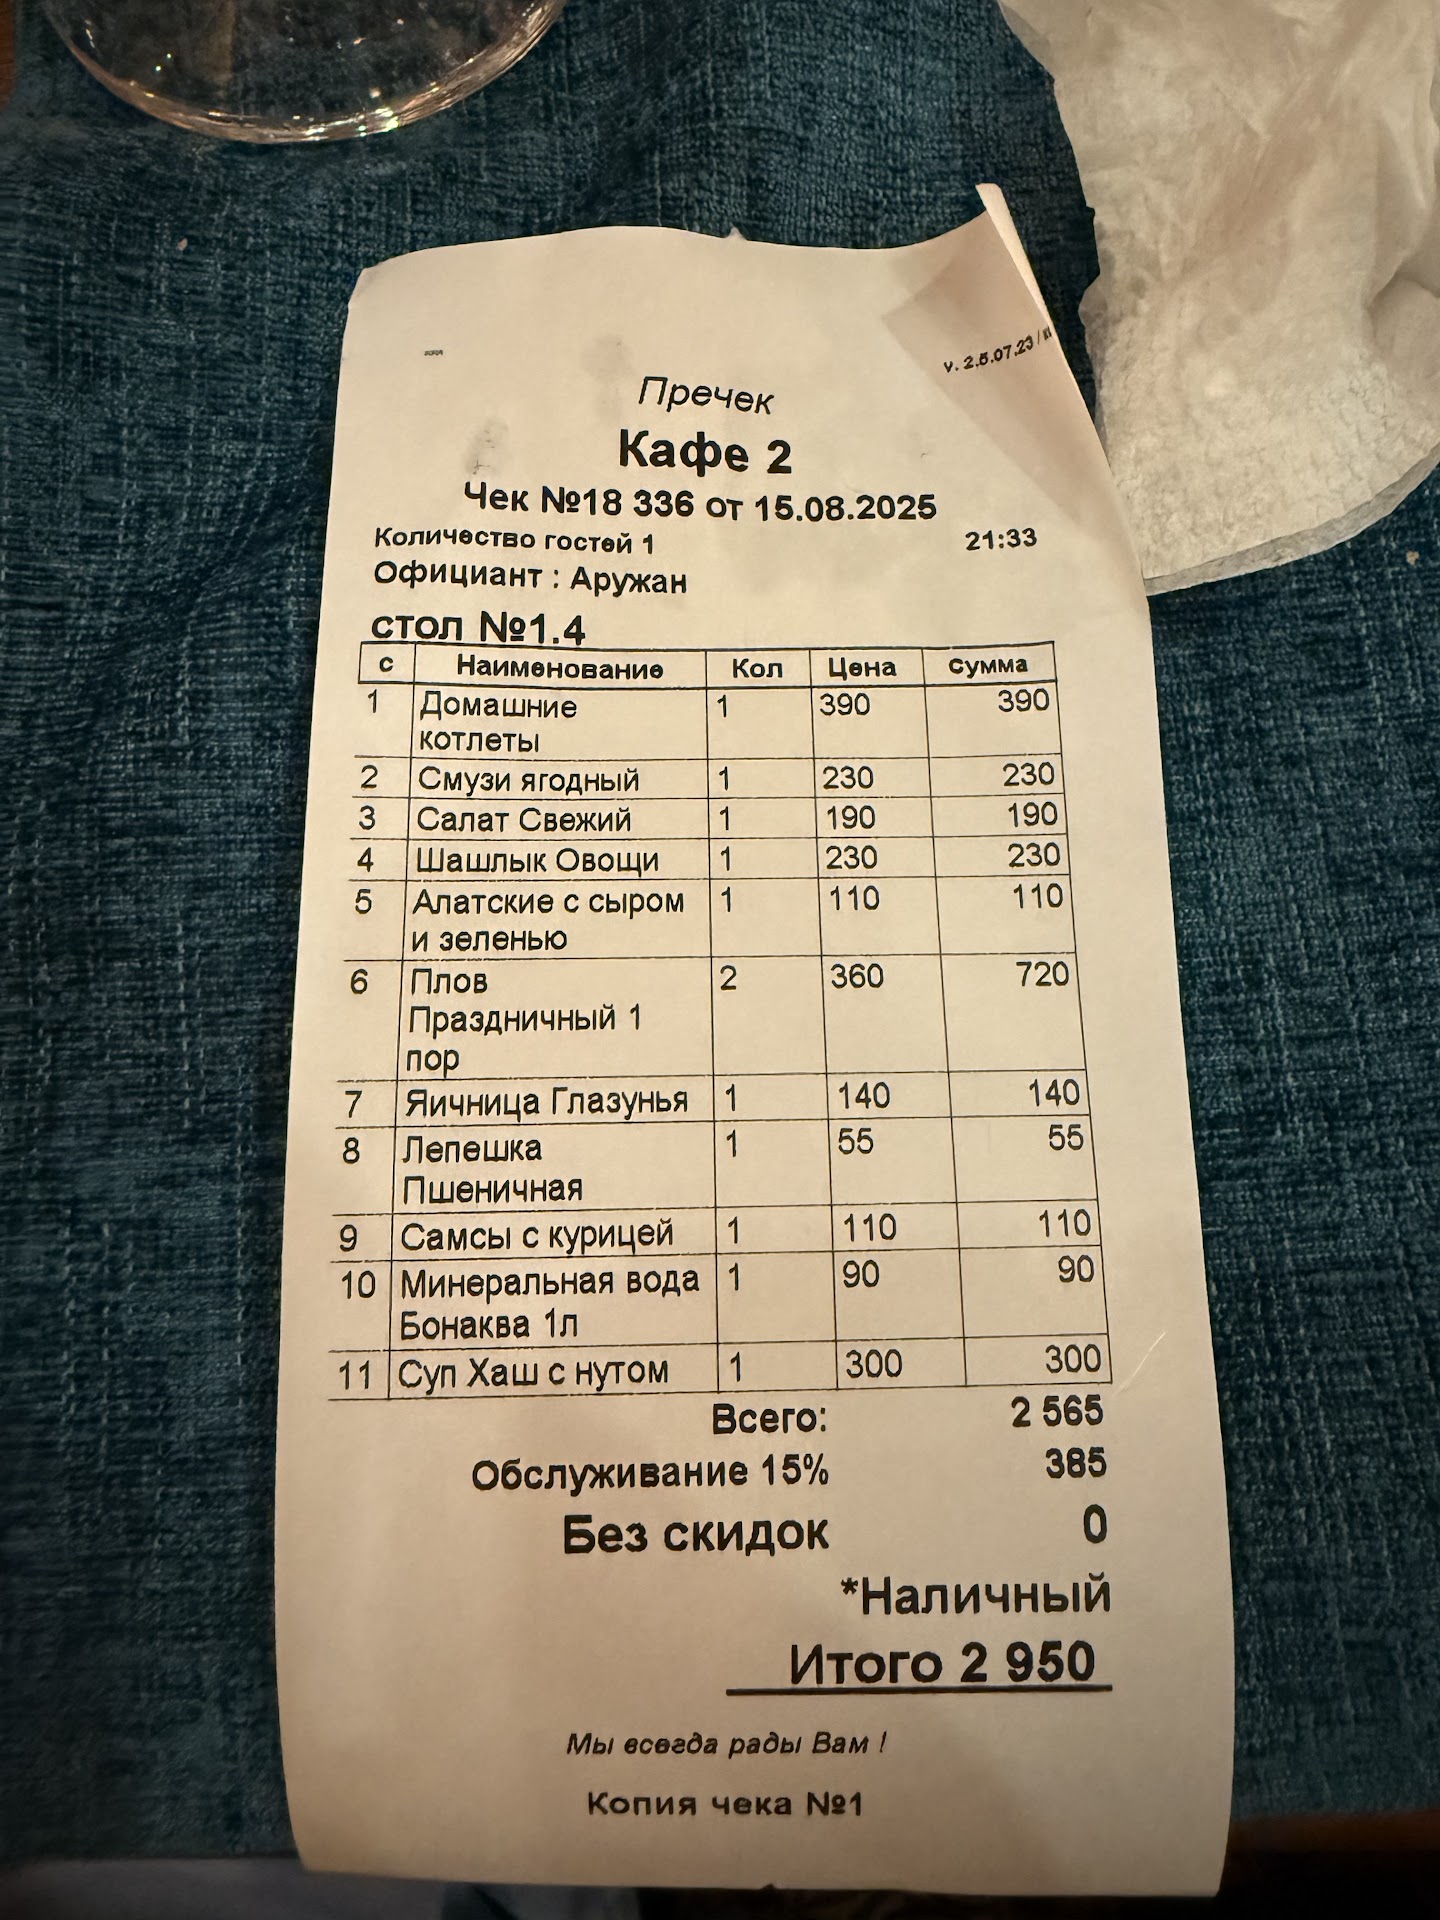 v. 2.5.07.23 /
Пречек
Кафе 2
Чек №18 336 от 15.08.2025
Количество гостей 1 21:33
Официант : Аружан
стол №1.4
с Наименование Кол Цена сумма
1 Домашние 1 390 390
котлеты
2 Смузи ягодный 1 230 230
3 Салат Свежий 1 190 190
4 Шашлык Овощи 1 230 230
5 Алатские с сыром 1 110 110
и зеленью
6 Плов 2 360 720
Праздничный 1
пор
7 Яичница Глазунья 1 140 140
8 Лепешка 1 55 55
Пшеничная
9 Самсы с курицей 1 110 110
10 Минеральная вода 1 90 90
Бонаква 1л
11 Суп Хаш с нутом 1 300 300
Всего: 2 565
Обслуживание 15% 385
Без скидок 0
*Наличный
Итого 2 950
Мы всегда рады Вам !
Копия чека №1